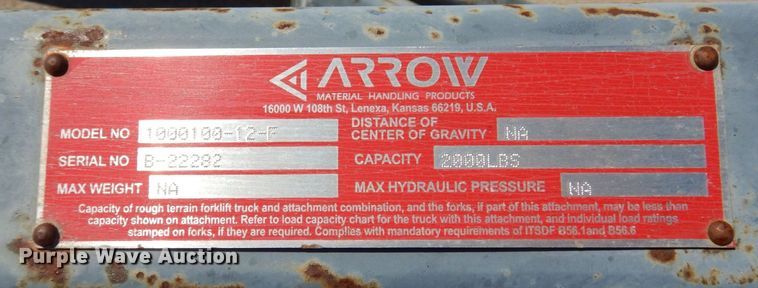 ARROW
MATERIAL HANDLING PRODUCTS
16000 W 108th St, Lenexa, Kansas 66219, U.S.A.
MODEL NO 1000100-12-F
DISTANCE OF CENTER OF GRAVITY NA
SERIAL NO B-22282
CAPACITY 2000LBS
MAX WEIGHT NA
MAX HYDRAULIC PRESSURE NA
Capacity of rough terrain forklift truck and attachment combination, and the forks, if part of this attachment, may be less than
capacity shown on attachment. Refer to load capacity chart for the truck with this attachment, and individual load ratings
stamped on forks, if they are required. Complies with mandatory requirements of ITSDF B56.1and B56.6
Purple Wave Auction